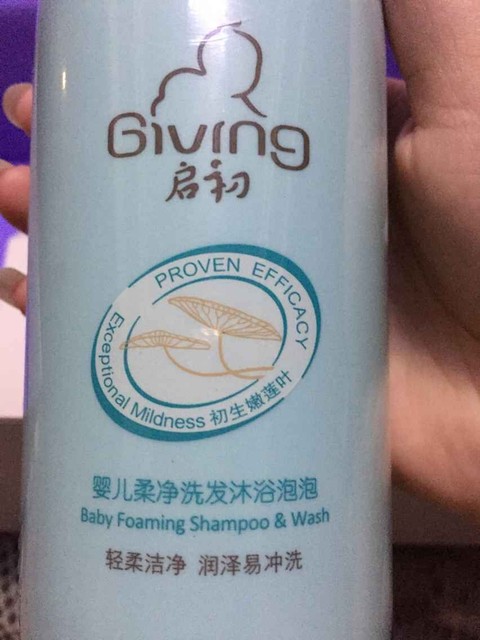 Giving
启初
PROVEN EFFICACY
Exceptional Mildness 初生嫩莲叶
婴儿柔净洗发沐浴泡泡
Baby Foaming Shampoo & Wash
轻柔洁净 润泽易冲洗